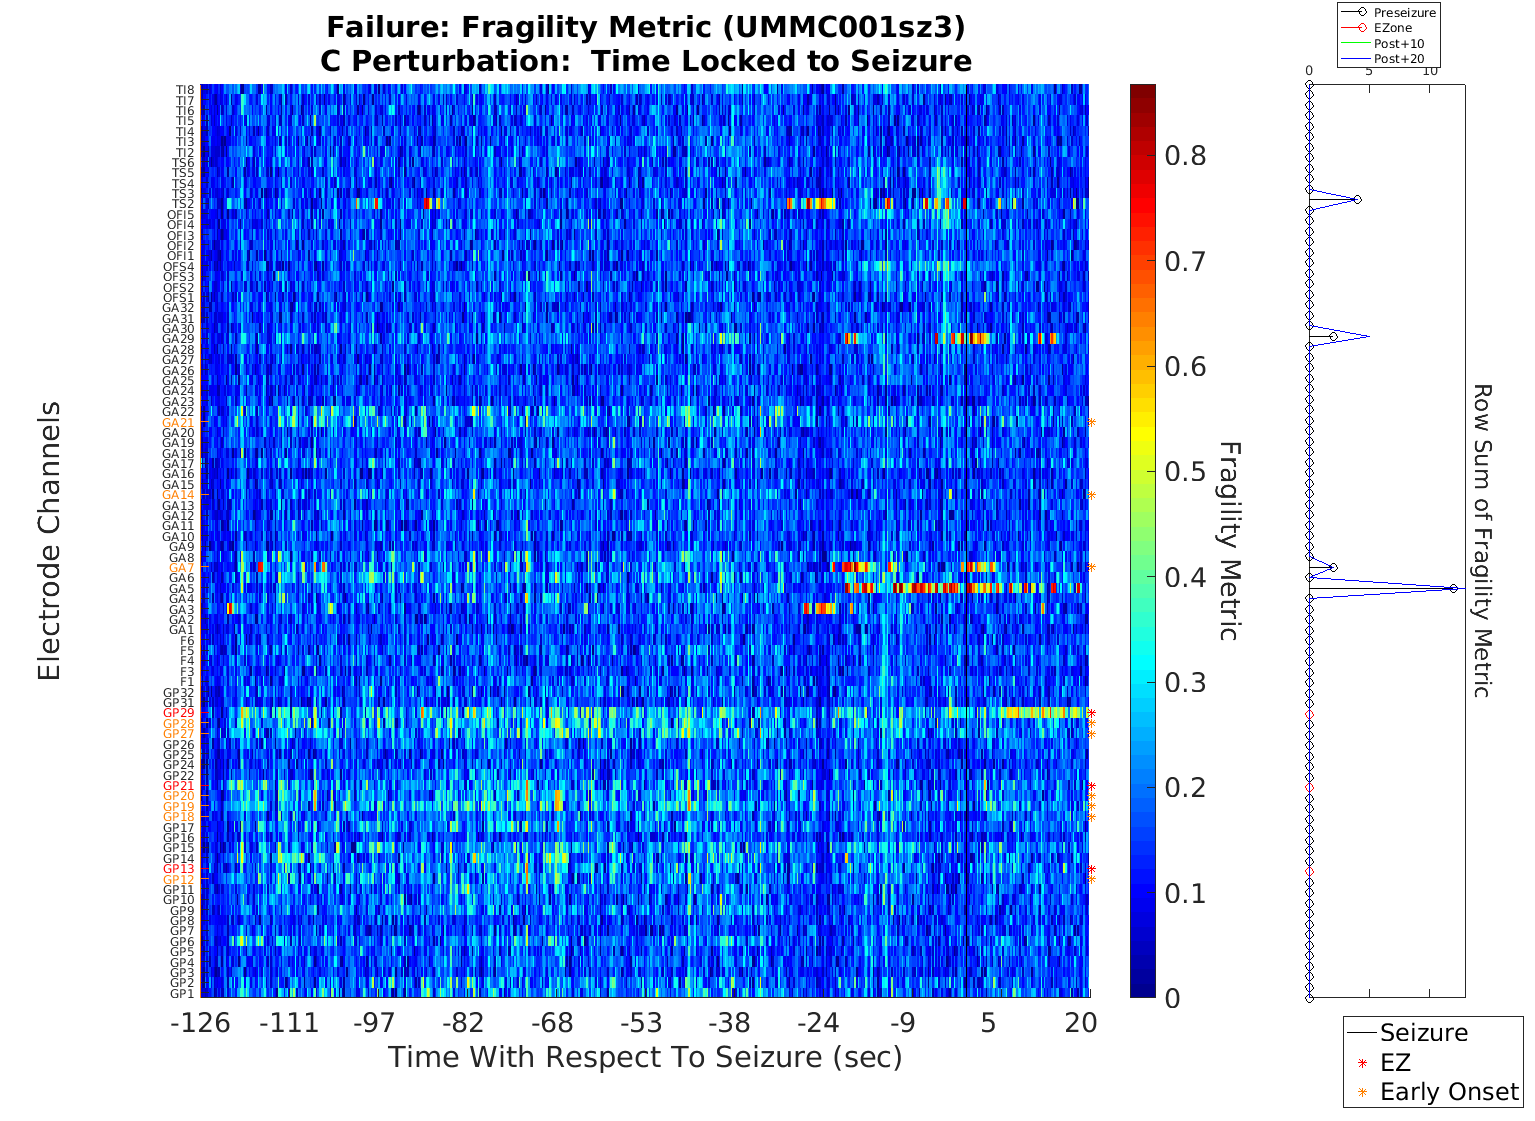 Failure: Fragility Metric (UMMC001sz3)
C Perturbation:  Time Locked to Seizure
Electrode Channels
TI8
TI7
TI6
TI5
TI4
TI3
TI2
TS6
TS5
TS4
TS3
TS2
OFI5
OFI4
OFI3
OFI2
OFI1
OFS4
OFS3
OFS2
OFS1
GA32
GA31
GA30
GA29
GA28
GA27
GA26
GA25
GA24
GA23
GA22
GA21
GA20
GA19
GA18
GA17
GA16
GA15
GA14
GA13
GA12
GA11
GA10
GA9
GA8
GA7
GA6
GA5
GA4
GA3
GA2
GA1
F6
F5
F4
F3
F1
GP32
GP31
GP29
GP28
GP27
GP26
GP25
GP24
GP22
GP21
GP20
GP19
GP18
GP17
GP16
GP15
GP14
GP13
GP12
GP11
GP10
GP9
GP8
GP7
GP6
GP5
GP4
GP3
GP2
GP1
-126 -111 -97 -82 -68 -53 -38 -24 -9 5 20
Time With Respect To Seizure (sec)
0.8
0.7
0.6
0.5
0.4
0.3
0.2
0.1
0
Fragility Metric
Preseizure
EZone
Post+10
Post+20
0 5 10
Row Sum of Fragility Metric
Seizure
EZ
Early Onset